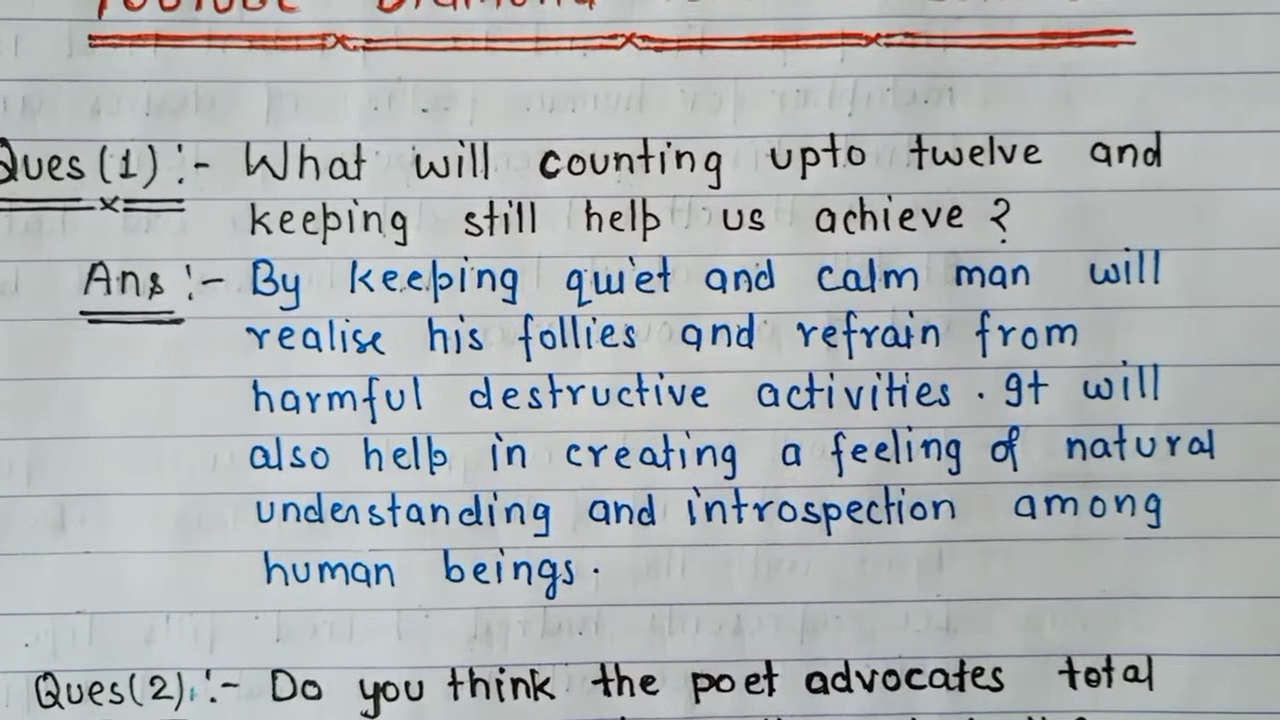 Ques (1) :- What will counting upto twelve and
keeping still help us achieve ?
Ans :- By keeping quiet and calm man will
realise his follies and refrain from
harmful destructive activities . It will
also help in creating a feeling of natural
understanding and introspection among
human beings .
Ques(2) :- Do you think the poet advocates total